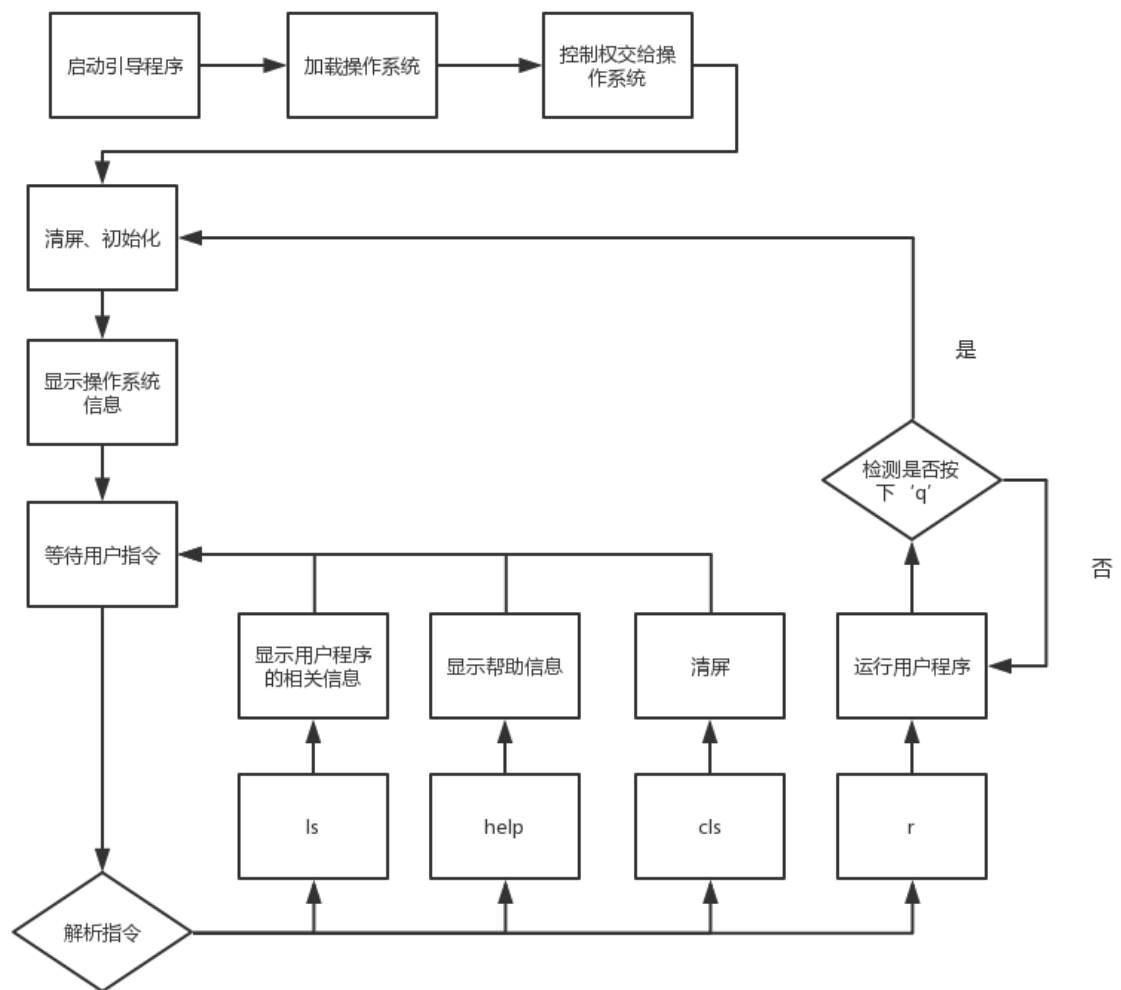 启动引导程序
加载操作系统
控制权交给操
作系统
清屏、初始化
显示操作系统
信息
是
检测是否按
下‘q’
等待用户指令
否
显示用户程序
的相关信息
显示帮助信息
清屏
运行用户程序
ls
help
cls
r
解析指令